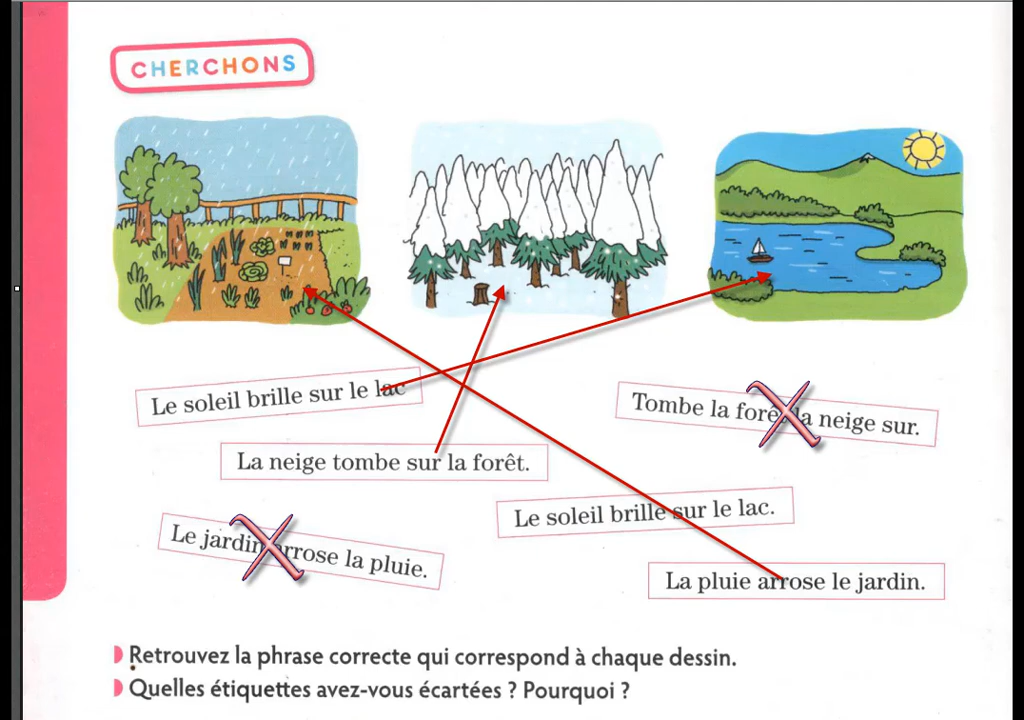 CHERCHONS
Le soleil brille sur le lac
Tombe la forêt la neige sur.
La neige tombe sur la forêt.
Le soleil brille sur le lac.
Le jardin arrose la pluie.
La pluie arrose le jardin.
Retrouvez la phrase correcte qui correspond à chaque dessin.
Quelles étiquettes avez-vous écartées ? Pourquoi ?